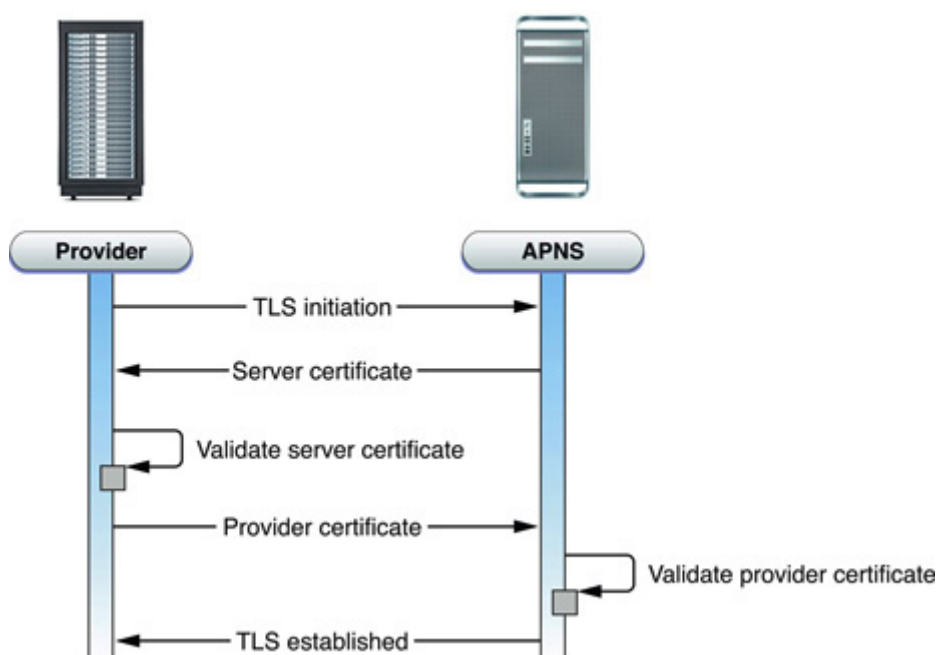 Provider
APNS
TLS initiation
Server certificate
Validate server certificate
Provider certificate
Validate provider certificate
TLS established